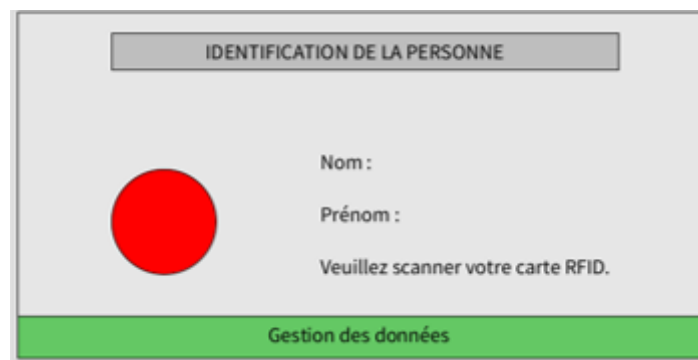 IDENTIFICATION DE LA PERSONNE
Nom :
Prénom :
Veuillez scanner votre carte RFID.
Gestion des données